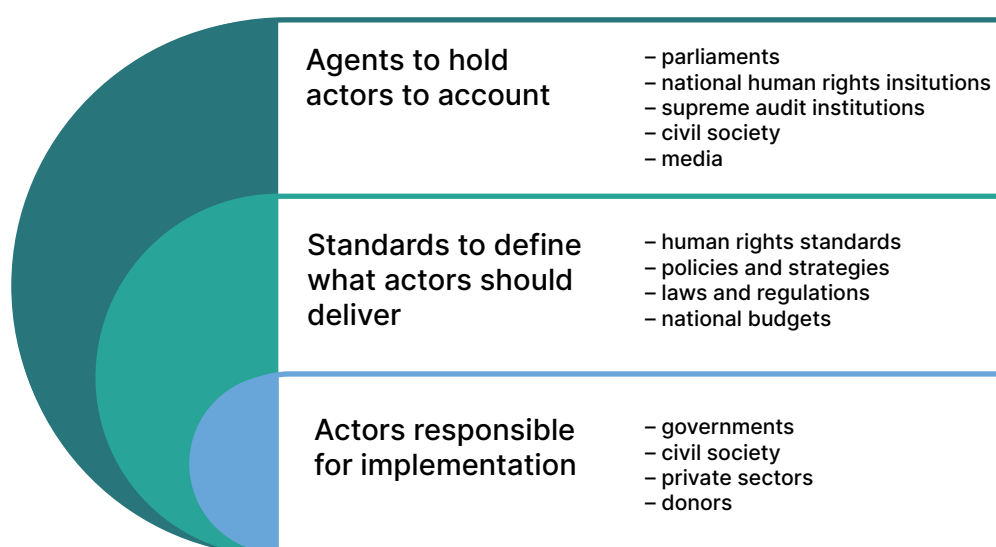 Agents to hold
actors to account
– parliaments
– national human rights insitutions
– supreme audit institutions
– civil society
– media
Standards to define
what actors should
deliver
– human rights standards
– policies and strategies
– laws and regulations
– national budgets
Actors responsible
for implementation
– governments
– civil society
– private sectors
– donors